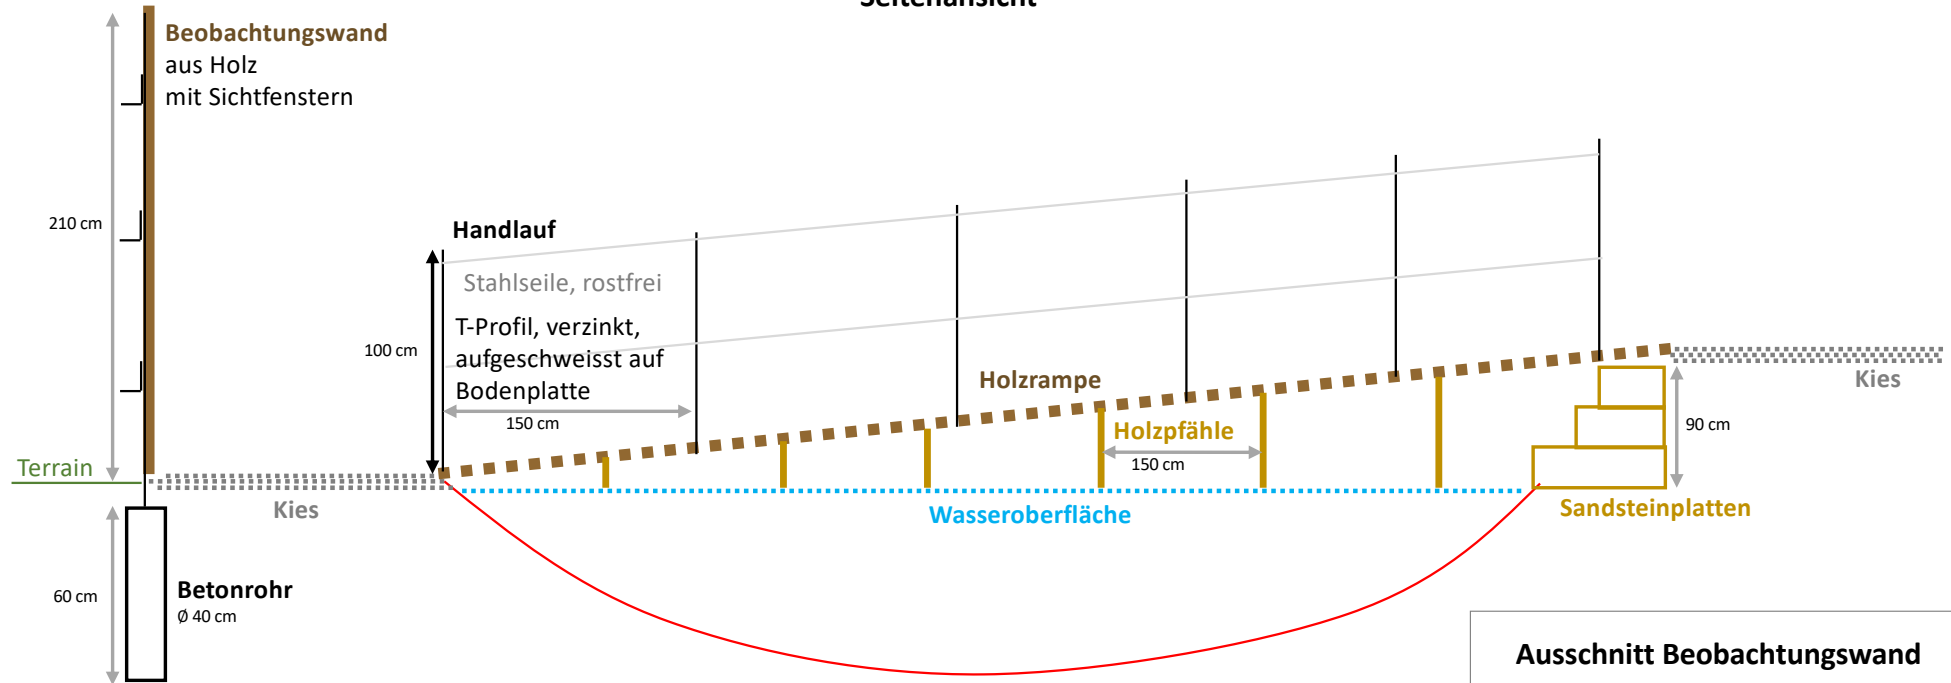 Seitenansicht
Beobachtungswand
aus Holz
mit Sichtfenstern
210 cm
Handlauf
Stahlseile, rostfrei
T-Profil, verzinkt,
aufgeschweisst auf
Bodenplatte
100 cm
150 cm
Holzrampe
Holzpfähle
150 cm
Kies
90 cm
Terrain
Kies
Wasseroberfläche
Sandsteinplatten
60 cm
Betonrohr
Ø 40 cm
Ausschnitt Beobachtungswand